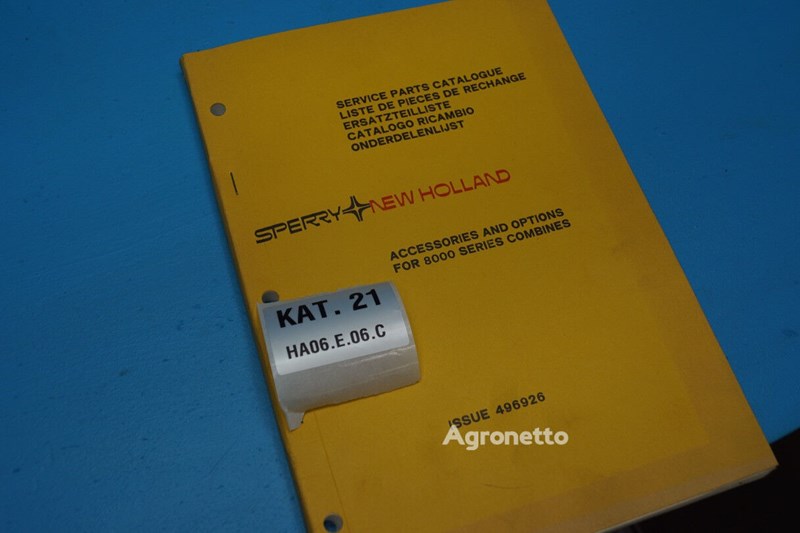 SERVICE PARTS CATALOGUE
LISTE DE PIECES DE RECHANGE
ERSATZTEILLISTE
CATALOGO RICAMBIO
ONDERDELENLIJST
SPERRY NEW HOLLAND
ACCESSORIES AND OPTIONS
FOR 8000 SERIES COMBINES
KAT. 21
HA06.E.06.C
ISSUE 496926
Agronetto